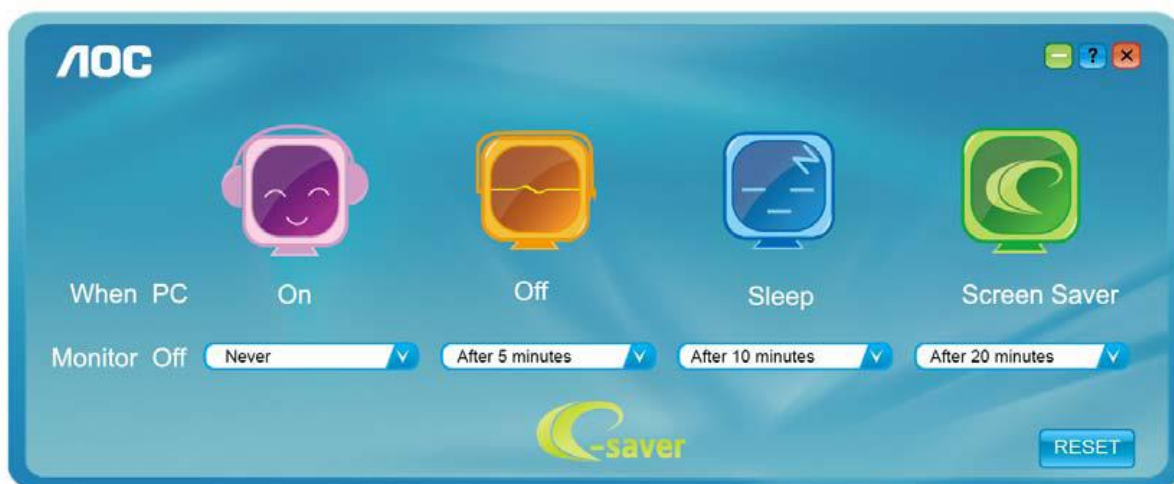 AOC
?
When PC On Off Sleep Screen Saver
Monitor Off Never After 5 minutes After 10 minutes After 20 minutes
e-saver
RESET